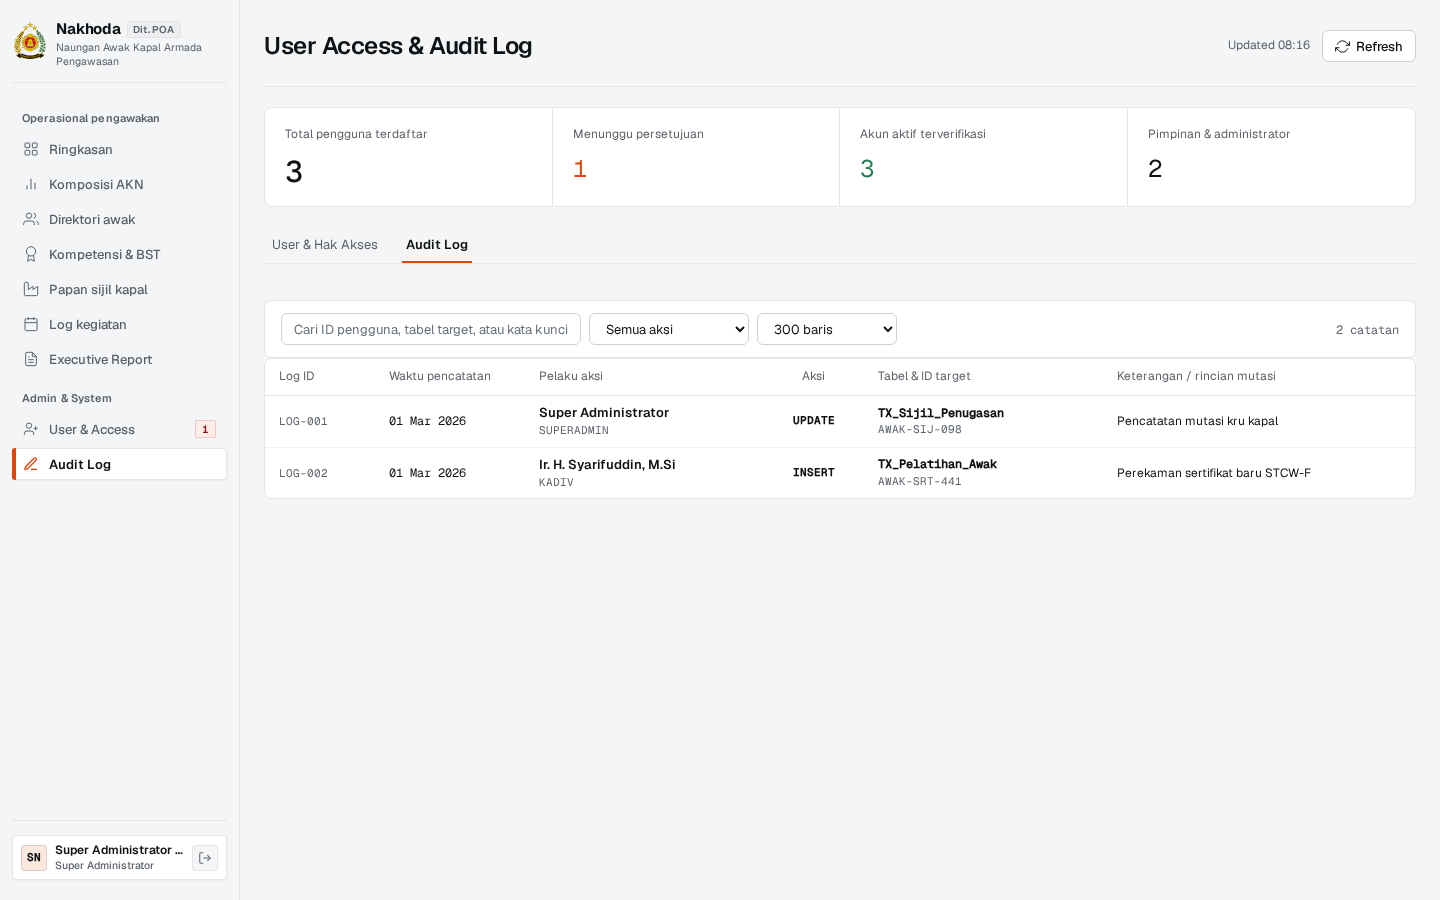 Nakhoda
Dit. POA
Naungan Awak Kapal Armada
Pengawasan
Operasional pengawakan
Ringkasan
Komposisi AKN
Direktori awak
Kompetensi & BST
Papan sijil kapal
Log kegiatan
Executive Report
Admin & System
User & Access
1
Audit Log
SN
Super Administrator ...
Super Administrator
User Access & Audit Log
Updated 08:16
Refresh
Total pengguna terdaftar
3
Menunggu persetujuan
1
Akun aktif terverifikasi
3
Pimpinan & administrator
2
User & Hak Akses
Audit Log
Cari ID pengguna, tabel target, atau kata kunci
Semua aksi
300 baris
2 catatan
Log ID
Waktu pencatatan
Pelaku aksi
Aksi
Tabel & ID target
Keterangan / rincian mutasi
LOG-001
01 Mar 2026
Super Administrator
SUPERADMIN
UPDATE
TX_Sijil_Penugasan
AWAK-SIJ-098
Pencatatan mutasi kru kapal
LOG-002
01 Mar 2026
Ir. H. Syarifuddin, M.Si
KADIV
INSERT
TX_Pelatihan_Awak
AWAK-SRT-441
Perekaman sertifikat baru STCW-F